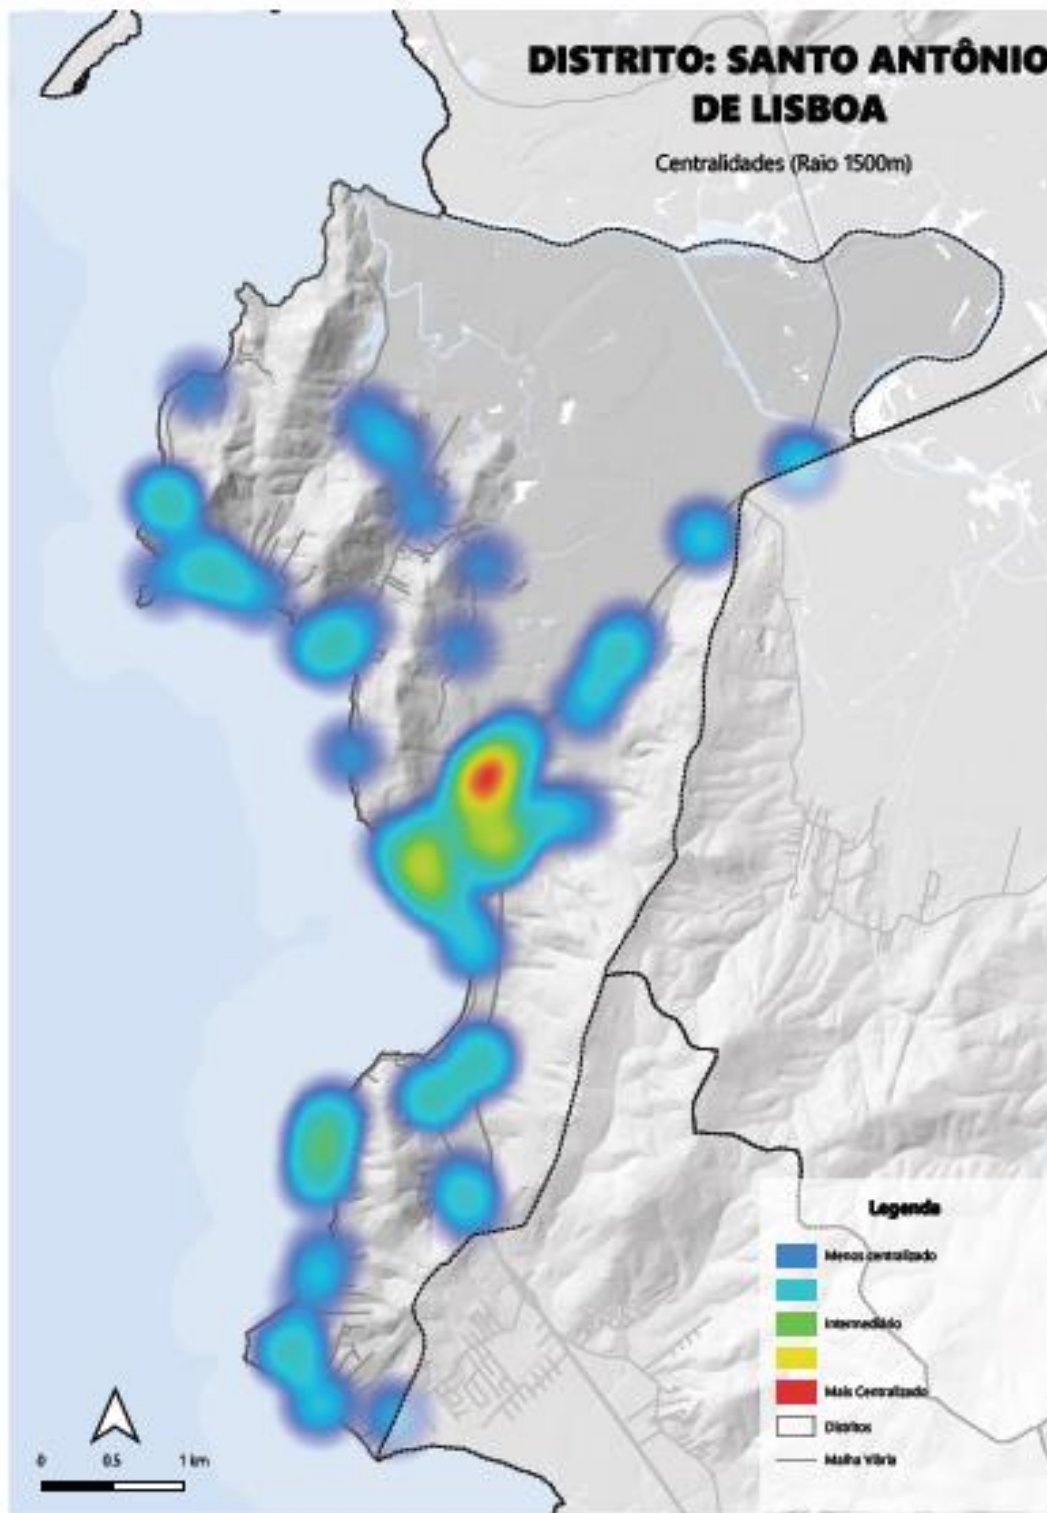 DISTRITO: SANTO ANTÔNIO
DE LISBOA
Centralidades (Raio 1500m)
Legenda
Menos centralizado
Intermediário
Mais Centralizado
Distritos
Malha Viária
0 0.5 1 km